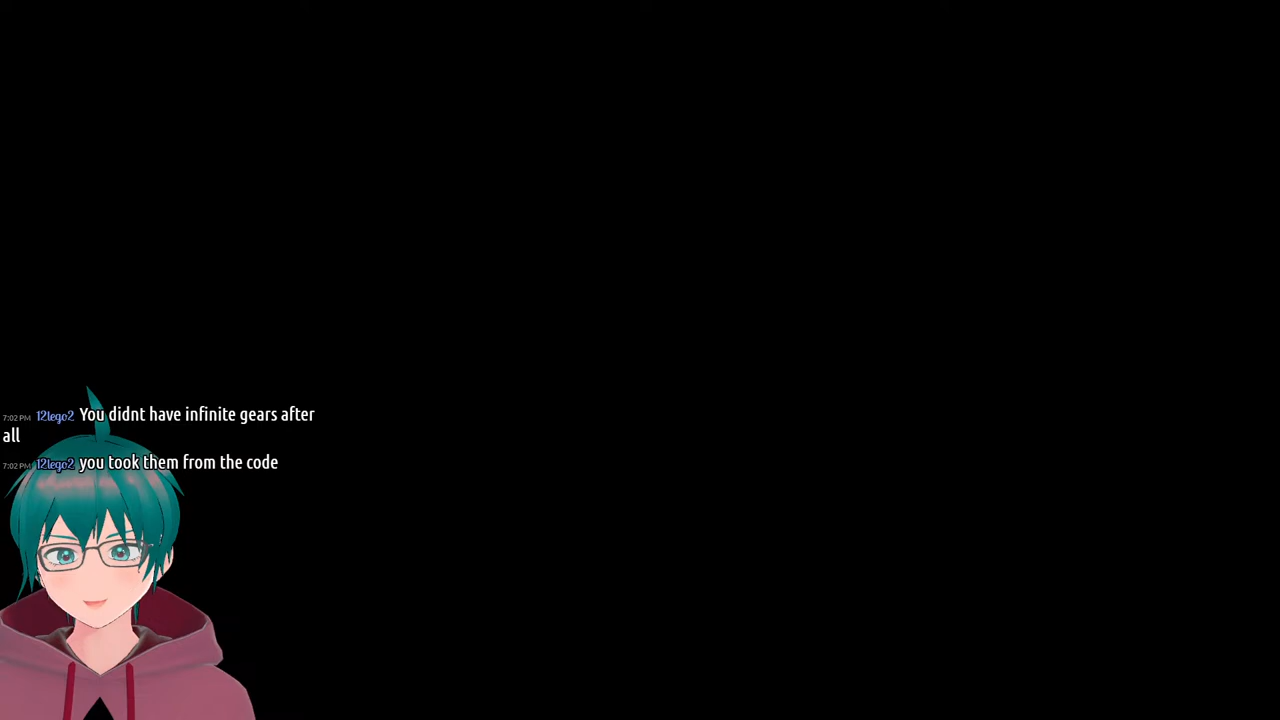 7:02 PM 12lego2 You didnt have infinite gears after
all
7:02 PM 12lego2 you took them from the code